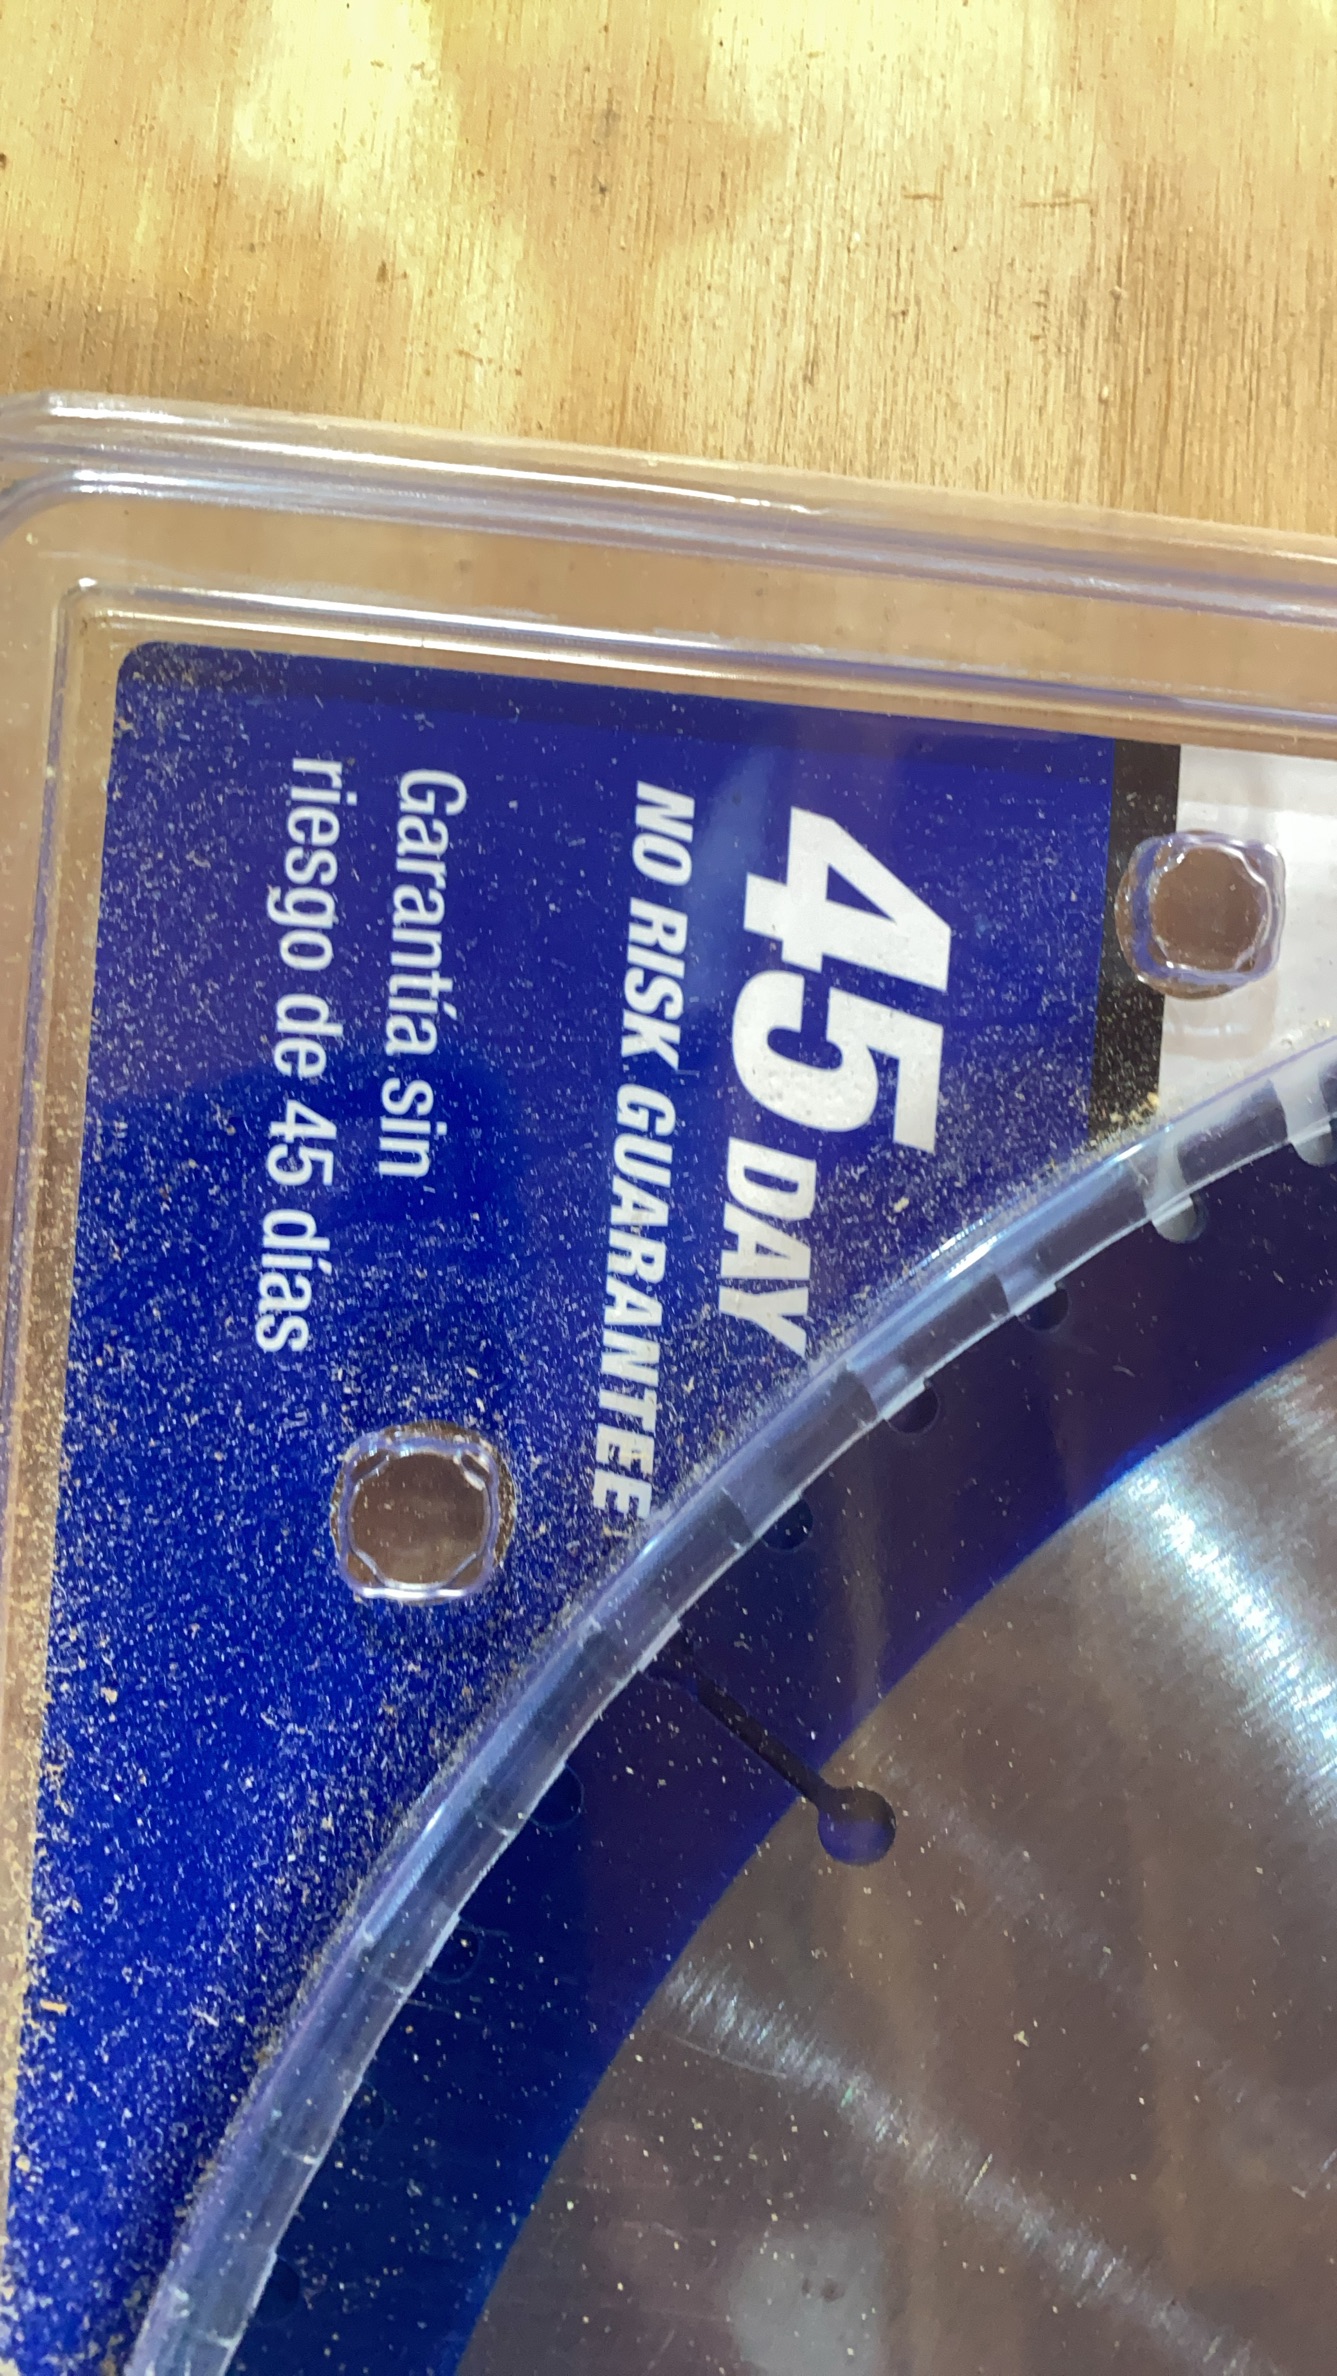 45 DAY
NO RISK GUARANTEE
Garantía sin
riesgo de 45 días